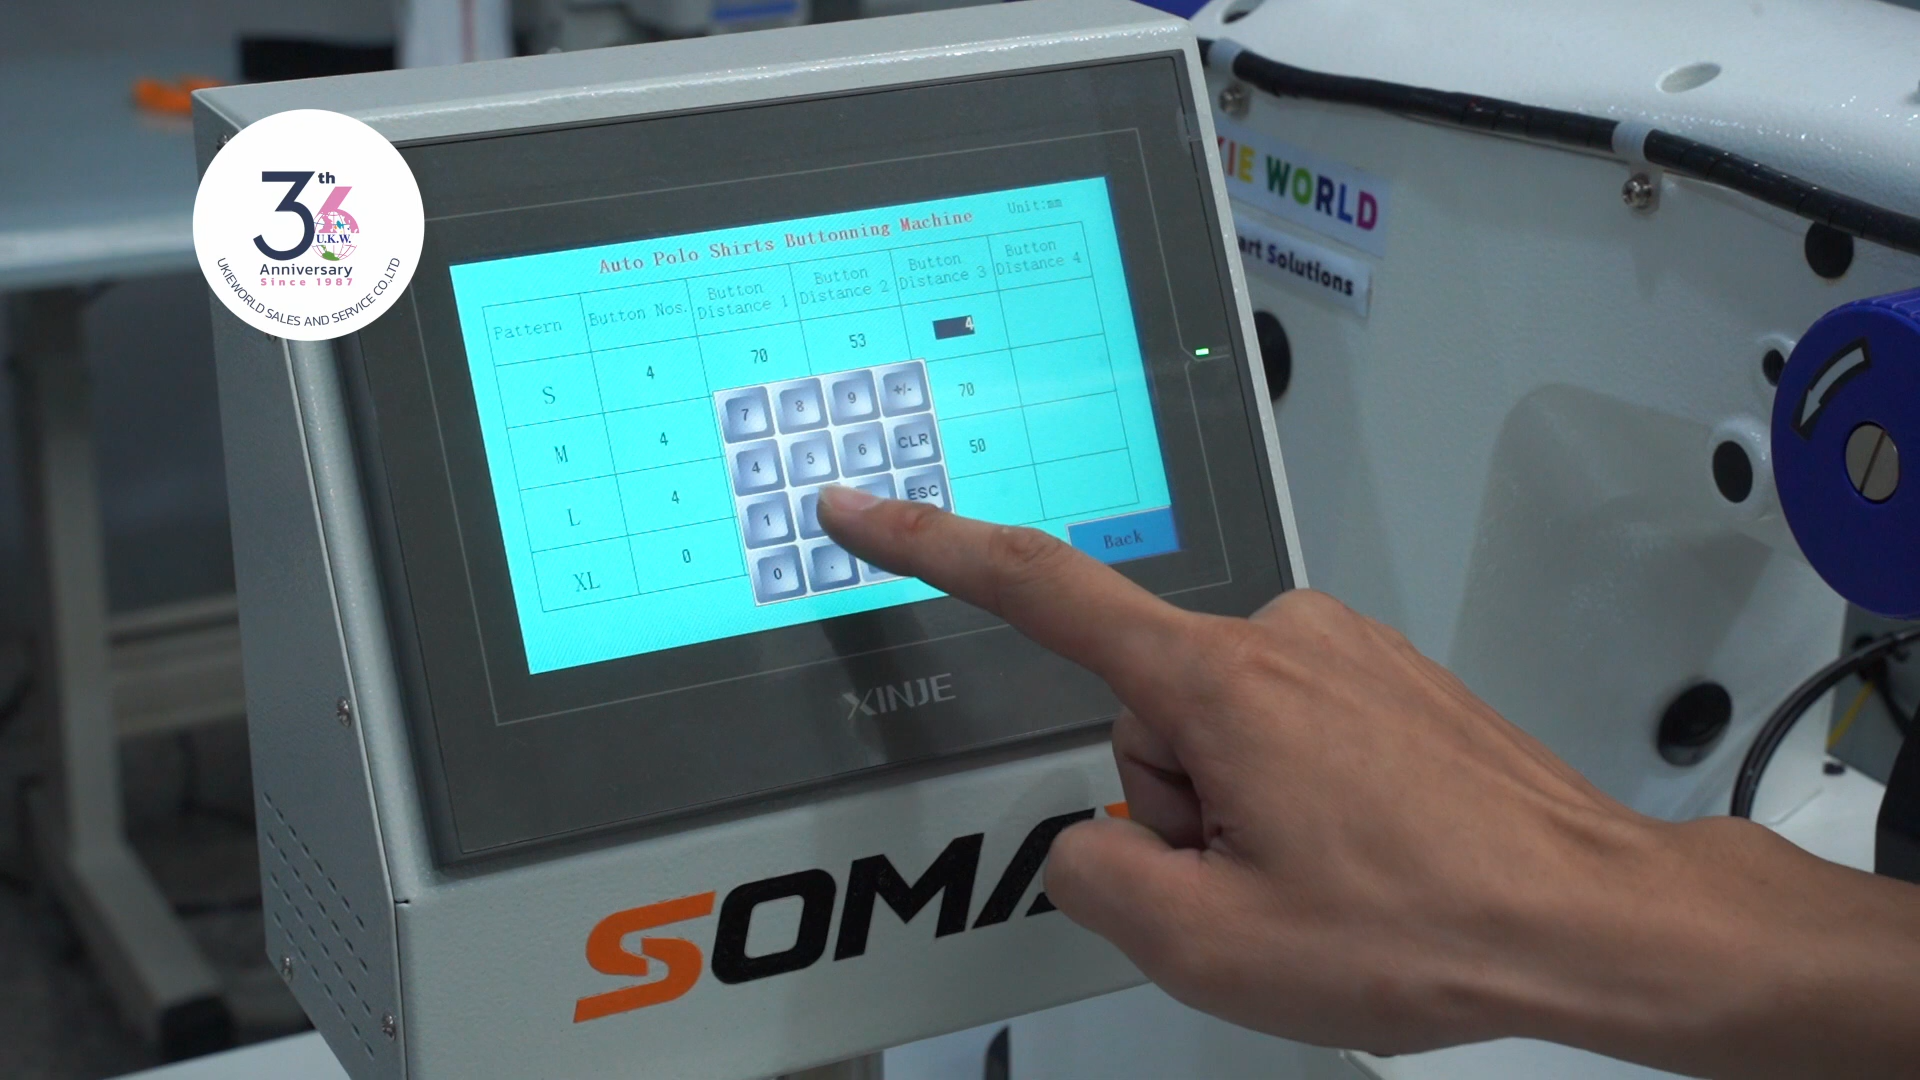 36th
U.K.W.
Anniversary
Since 1987
UKIEWORLD SALES AND SERVICE CO.,LTD
Auto Polo Shirts Buttonning Machine
Unit:mm
Pattern
Button Nos.
Button Distance 1
Button Distance 2
Button Distance 3
Button Distance 4
S 4 70 53 4
M 4 70
L 4 50
XL 0
7 8 9 +/-
4 5 6 CLR
1 ESC
0 .
Back
XINJE
WORLD
Solutions